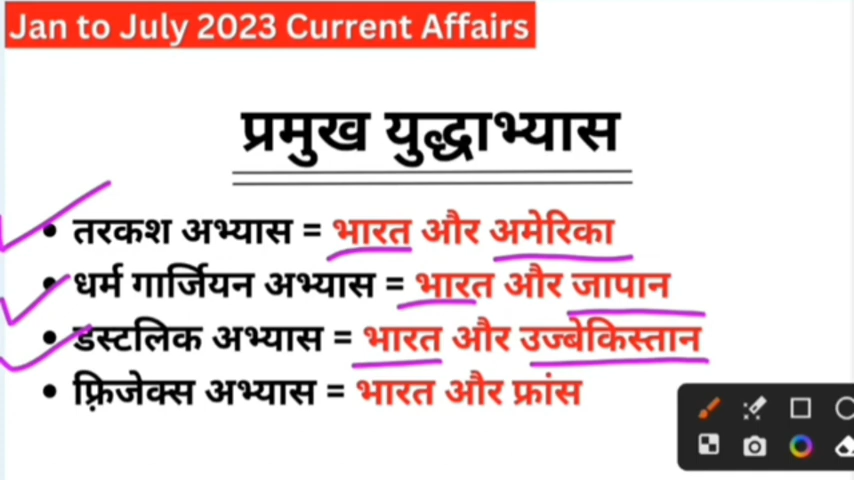 Jan to July 2023 Current Affairs
प्रमुख युद्धाभ्यास
• तरकश अभ्यास = भारत और अमेरिका
• धर्म गार्जियन अभ्यास = भारत और जापान
• डस्टलिक अभ्यास = भारत और उज्बेकिस्तान
• फ़्रिजेक्स अभ्यास = भारत और फ्रांस